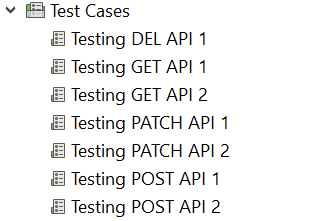 Test Cases
Testing DEL API 1
Testing GET API 1
Testing GET API 2
Testing PATCH API 1
Testing PATCH API 2
Testing POST API 1
Testing POST API 2